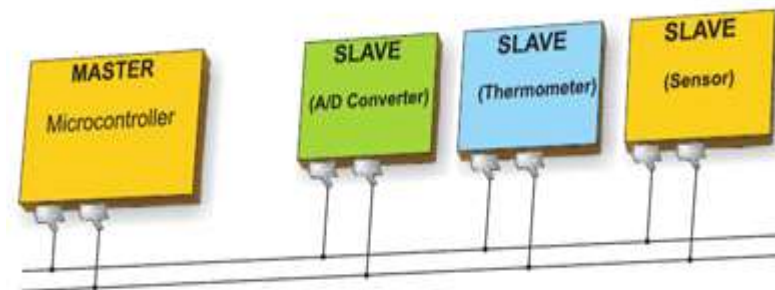 MASTER
Microcontroller
SLAVE
(A/D Converter)
SLAVE
(Thermometer)
SLAVE
(Sensor)